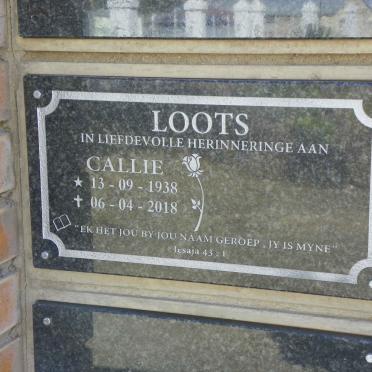 LOOTS
IN LIEFDEVOLLE HERINNERINGE AAN
CALLIE
★ 13 - 09 - 1938
✝ 06 - 04 - 2018
"EK HET JOU BY JOU NAAM GEROEP , JY IS MYNE"
Jesaja 43 : 1